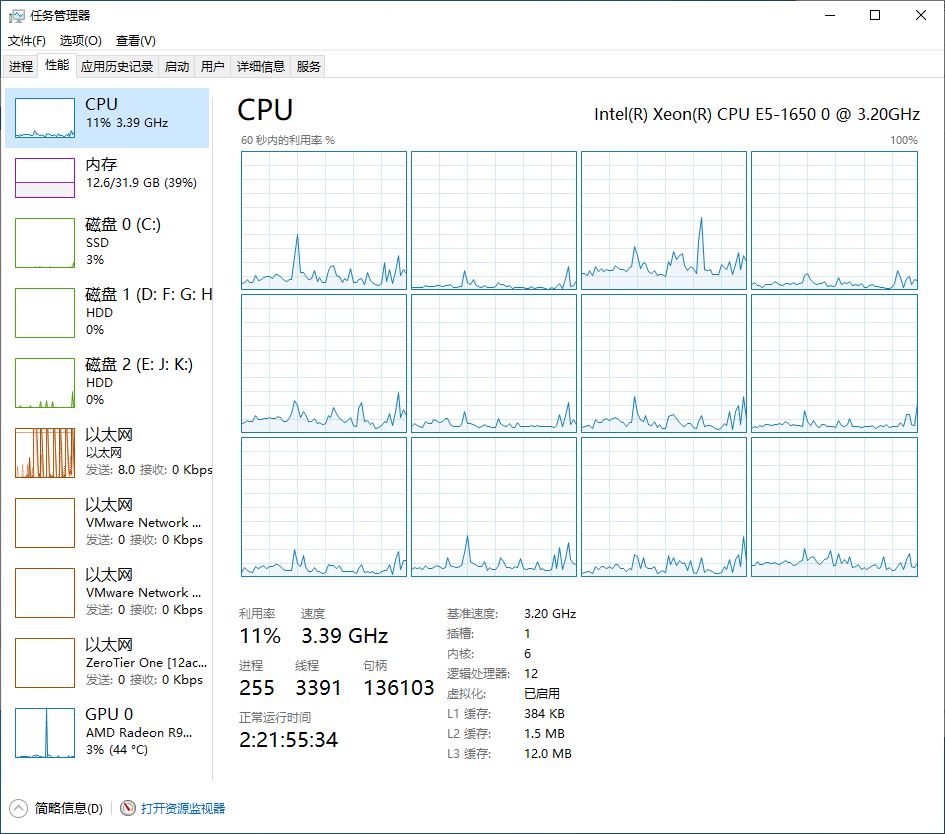 任务管理器
文件(F) 选项(O) 查看(V)
进程 性能 应用历史记录 启动 用户 详细信息 服务
CPU
11% 3.39 GHz
内存
12.6/31.9 GB (39%)
磁盘 0 (C:)
SSD
3%
磁盘 1 (D: F: G: H
HDD
0%
磁盘 2 (E: J: K:)
HDD
0%
以太网
以太网
发送: 8.0 接收: 0 Kbps
以太网
VMware Network ...
发送: 0 接收: 0 Kbps
以太网
VMware Network ...
发送: 0 接收: 0 Kbps
以太网
ZeroTier One [12ac...
发送: 0 接收: 0 Kbps
GPU 0
AMD Radeon R9...
3% (44 °C)
CPU
Intel(R) Xeon(R) CPU E5-1650 0 @ 3.20GHz
60 秒内的利用率 %
100%
利用率 速度
11% 3.39 GHz
进程 线程 句柄
255 3391 136103
正常运行时间
2:21:55:34
基准速度: 3.20 GHz
插槽: 1
内核: 6
逻辑处理器: 12
虚拟化: 已启用
L1 缓存: 384 KB
L2 缓存: 1.5 MB
L3 缓存: 12.0 MB
简略信息(D) 打开资源监视器